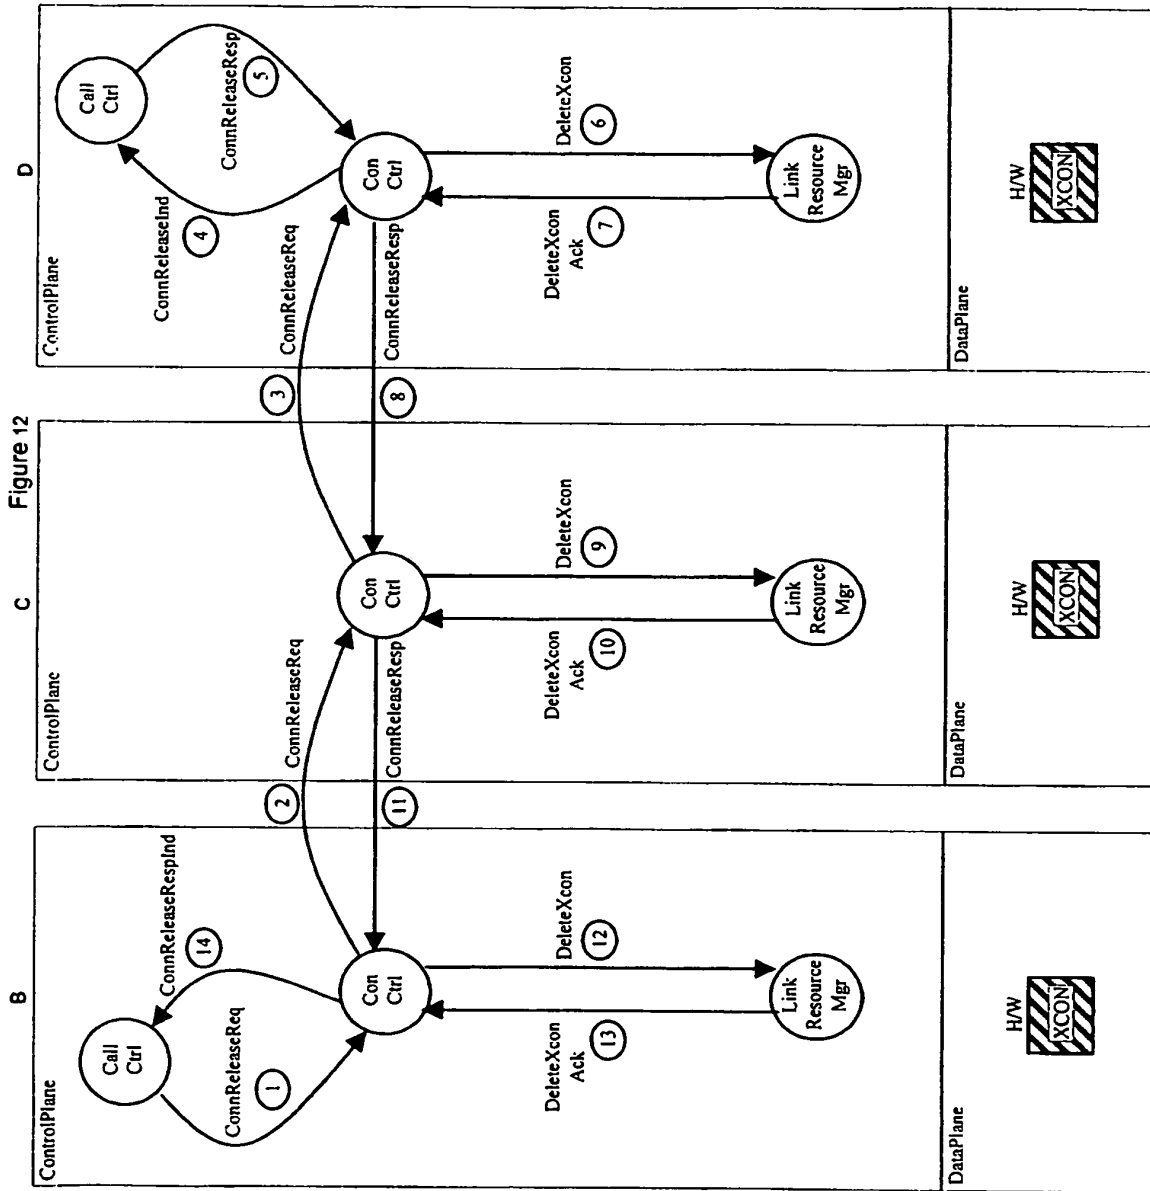 Figure 12
B
ControlPlane
Call
Ctrl
ConnReleaseReq
1
ConnReleaseRespInd
14
Con
Ctrl
DeleteXcon
12
DeleteXcon
Ack
13
Link
Resource
Mgr
DataPlane
H/W
XCON
2
ConnReleaseReq
11
ConnReleaseResp
C
ControlPlane
Con
Ctrl
DeleteXcon
9
DeleteXcon
Ack
10
Link
Resource
Mgr
DataPlane
H/W
XCON
3
ConnReleaseReq
8
ConnReleaseResp
D
ControlPlane
Call
Ctrl
ConnReleaseInd
4
ConnReleaseResp
5
Con
Ctrl
DeleteXcon
6
DeleteXcon
Ack
7
Link
Resource
Mgr
DataPlane
H/W
XCON